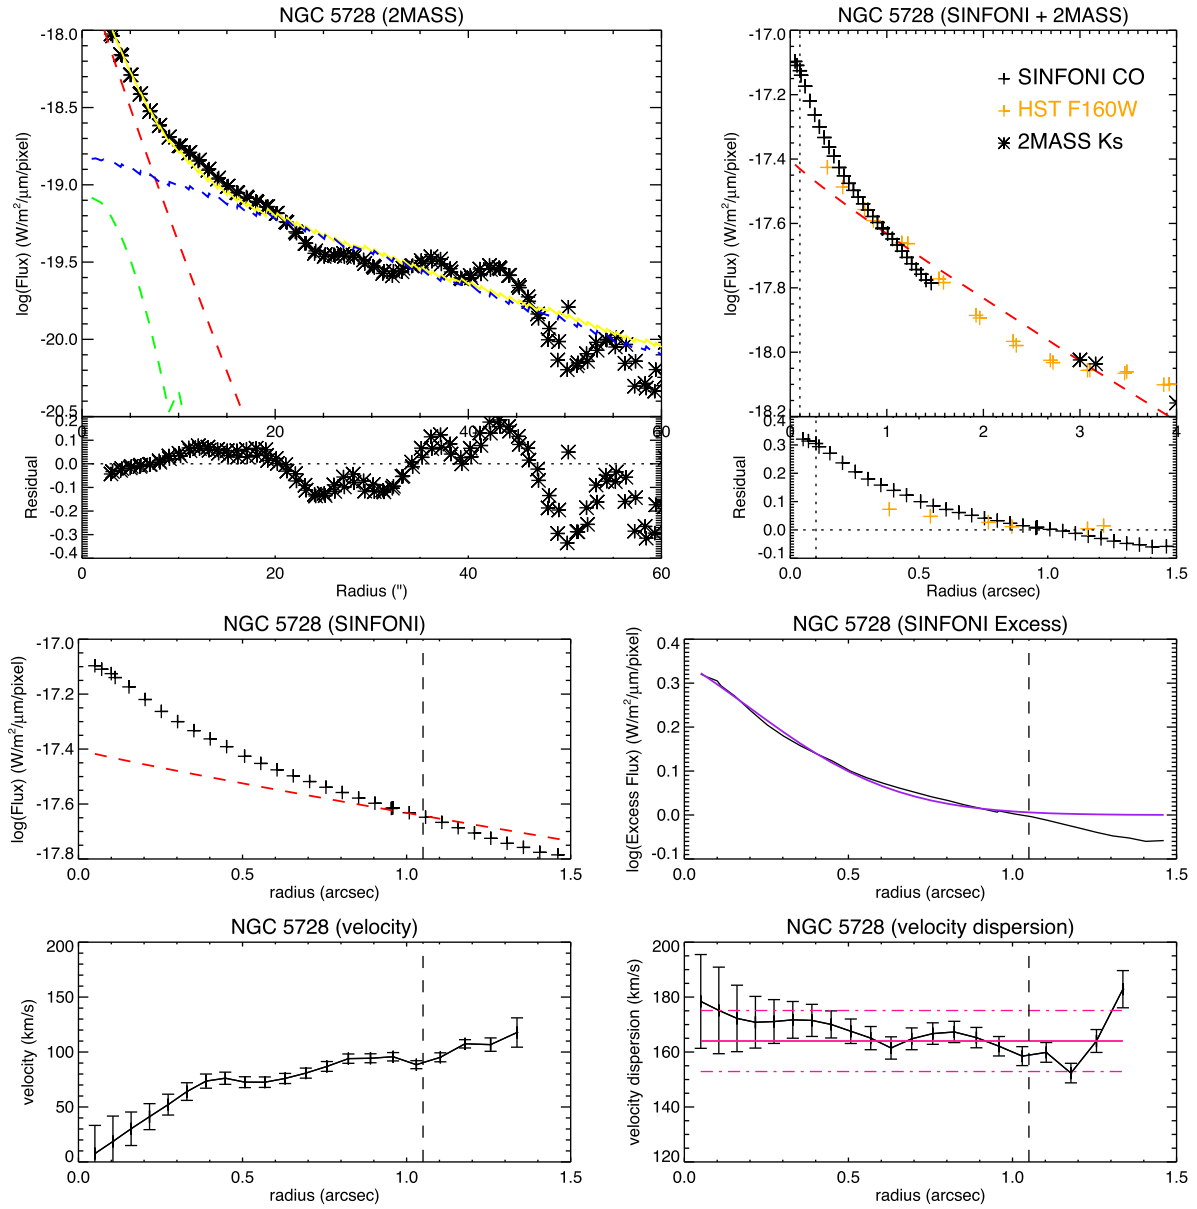 NGC 5728 (2MASS)
log(Flux) (W/m²/μm/pixel)
-18.0
-18.5
-19.0
-19.5
-20.0
-20.5
0 20 40 60
Residual
0.2
0.1
0.0
-0.1
-0.2
-0.3
-0.4
0 20 40 60
Radius (")
NGC 5728 (SINFONI + 2MASS)
log(Flux) (W/m²/μm/pixel)
-17.0
-17.2
-17.4
-17.6
-17.8
-18.0
-18.2
SINFONI CO
HST F160W
2MASS Ks
0 1 2 3 4
Residual
0.4
0.3
0.2
0.1
0.0
-0.1
0.0 0.5 1.0 1.5
Radius (arcsec)
NGC 5728 (SINFONI)
log(Flux) (W/m²/μm/pixel)
-17.0
-17.2
-17.4
-17.6
-17.8
0.0 0.5 1.0 1.5
radius (arcsec)
NGC 5728 (SINFONI Excess)
log(Excess Flux) (W/m²/μm/pixel)
0.4
0.3
0.2
0.1
0.0
-0.1
0.0 0.5 1.0 1.5
radius (arcsec)
NGC 5728 (velocity)
velocity (km/s)
200
150
100
50
0
0.0 0.5 1.0 1.5
radius (arcsec)
NGC 5728 (velocity dispersion)
velocity dispersion (km/s)
200
180
160
140
120
0.0 0.5 1.0 1.5
radius (arcsec)